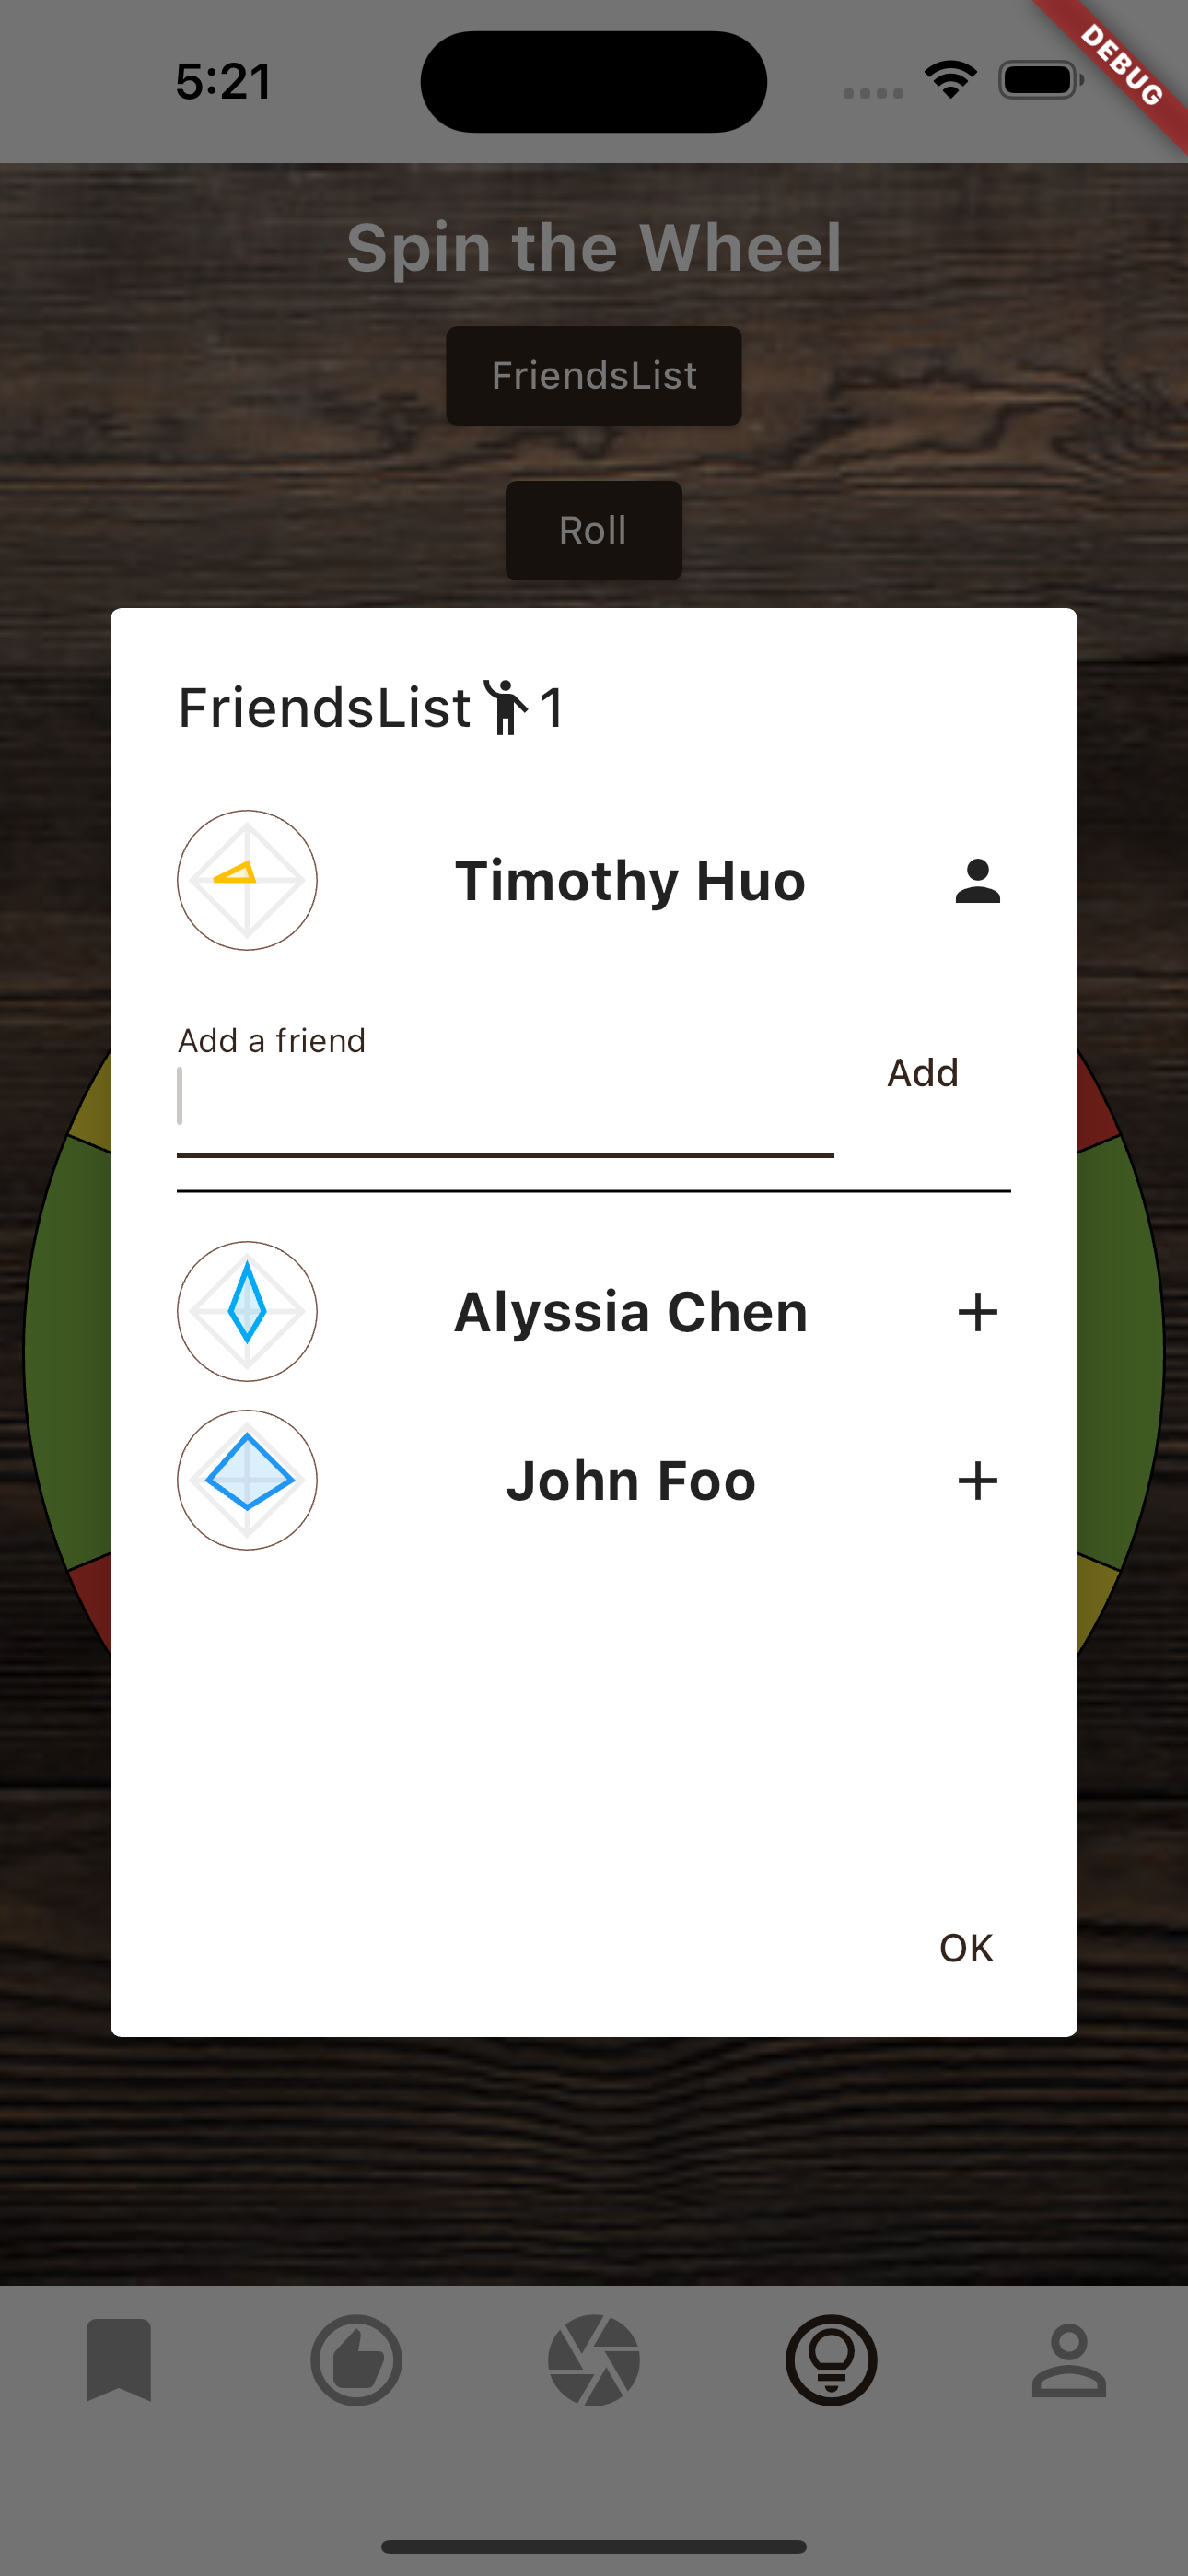 5:21
DEBUG
Spin the Wheel
FriendsList
Roll
FriendsList 1
Timothy Huo
Add a friend
Add
Alyssia Chen
John Foo
OK